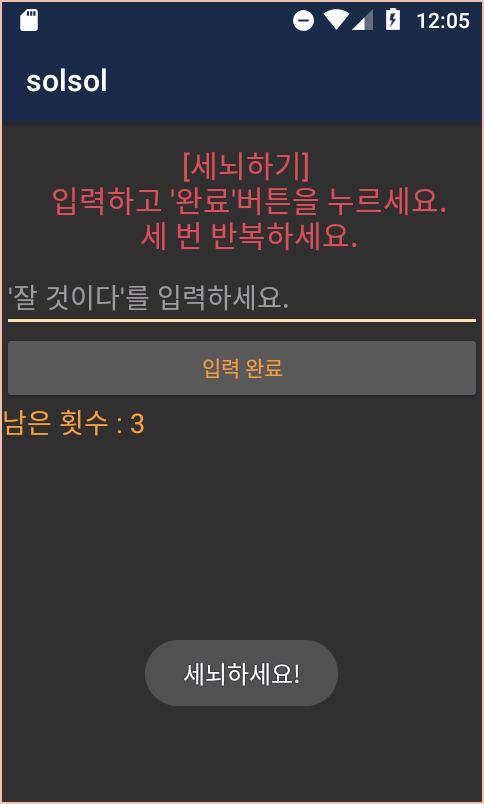 12:05
solsol
[세뇌하기]
입력하고 '완료'버튼을 누르세요.
세 번 반복하세요.
'잘 것이다'를 입력하세요.
입력 완료
남은 횟수 : 3
세뇌하세요!